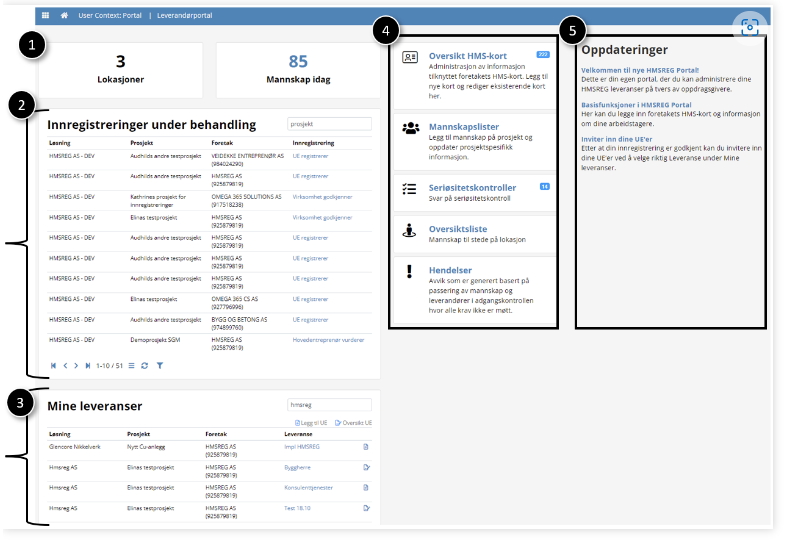 User Context: Portal | Leverandørportal
1
3
Lokasjoner
85
Mannskap idag
2
Innregistreringer under behandling
prosjekt
Løsning Prosjekt Foretak Innregistrering
HMSREG AS - DEV Audhilds andre testprosjekt VEIDEKKE ENTREPRENØR AS (984024290) UE registrerer
HMSREG AS - DEV Audhilds andre testprosjekt HMSREG AS (925879819) UE registrerer
HMSREG AS - DEV Kathrines prosjekt for innregistreringer OMEGA 365 SOLUTIONS AS (917518238) Virksomhet godkjenner
HMSREG AS - DEV Elinas testprosjekt HMSREG AS (925879819) Virksomhet godkjenner
HMSREG AS - DEV Audhilds andre testprosjekt HMSREG AS (925879819) UE registrerer
HMSREG AS - DEV Audhilds andre testprosjekt HMSREG AS (925879819) UE registrerer
HMSREG AS - DEV Audhilds andre testprosjekt HMSREG AS (925879819) UE registrerer
HMSREG AS - DEV Elinas testprosjekt OMEGA 365 CS AS (927796996) UE registrerer
HMSREG AS - DEV Audhilds andre testprosjekt BYGG OG BETONG AS (974899760) UE registrerer
HMSREG AS - DEV Demoprosjekt SGM HMSREG AS (925879819) Hovedentreprenør vurderer
1-10 / 51
3
Mine leveranser
hmsreg
Legg til UE Oversikt UE
Løsning Prosjekt Foretak Leveranse
Glencore Nikkelverk Nytt Cu-anlegg HMSREG AS (925879819) Impl HMSREG
Hmsreg AS Elinas testprosjekt HMSREG AS (925879819) Byggherre
Hmsreg AS Elinas testprosjekt HMSREG AS (925879819) Konsulenttjenester
Hmsreg AS Elinas testprosjekt HMSREG AS (925879819) Test 18.10
4
Oversikt HMS-kort
Administrasjon av informasjon
tilknyttet foretakets HMS-kort. Legg til
nye kort og rediger eksisterende kort
her.
Mannskapslister
Legg til mannskap på prosjekt og
oppdater prosjektspesifikk
informasjon.
Seriøsitetskontroller 14
Svar på seriøsitetskontroll
Oversiktsliste
Mannskap til stede på lokasjon
Hendelser
Avvik som er generert basert på
passering av mannskap og
leverandører i adgangskontrollen
hvor alle krav ikke er møtt.
5
Oppdateringer
Velkommen til nye HMSREG Portal!
Dette er din egen portal, der du kan administrere dine
HMSREG leveranser på tvers av oppdragsgivere.
Basisfunksjoner i HMSREG Portal
Her kan du legge inn foretakets HMS-kort og informasjon
om dine arbeidstagere.
Inviter inn dine UE'er
Etter at din innregistrering er godkjent kan du invitere inn
dine UE'er ved å velge riktig Leveranse under Mine
leveranser.